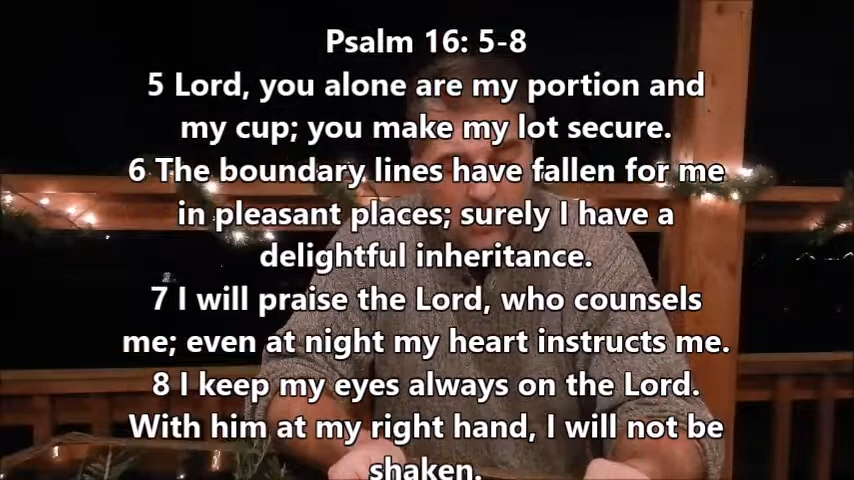 Psalm 16: 5-8
5 Lord, you alone are my portion and
my cup; you make my lot secure.
6 The boundary lines have fallen for me
in pleasant places; surely I have a
delightful inheritance.
7 I will praise the Lord, who counsels
me; even at night my heart instructs me.
8 I keep my eyes always on the Lord.
With him at my right hand, I will not be
shaken.